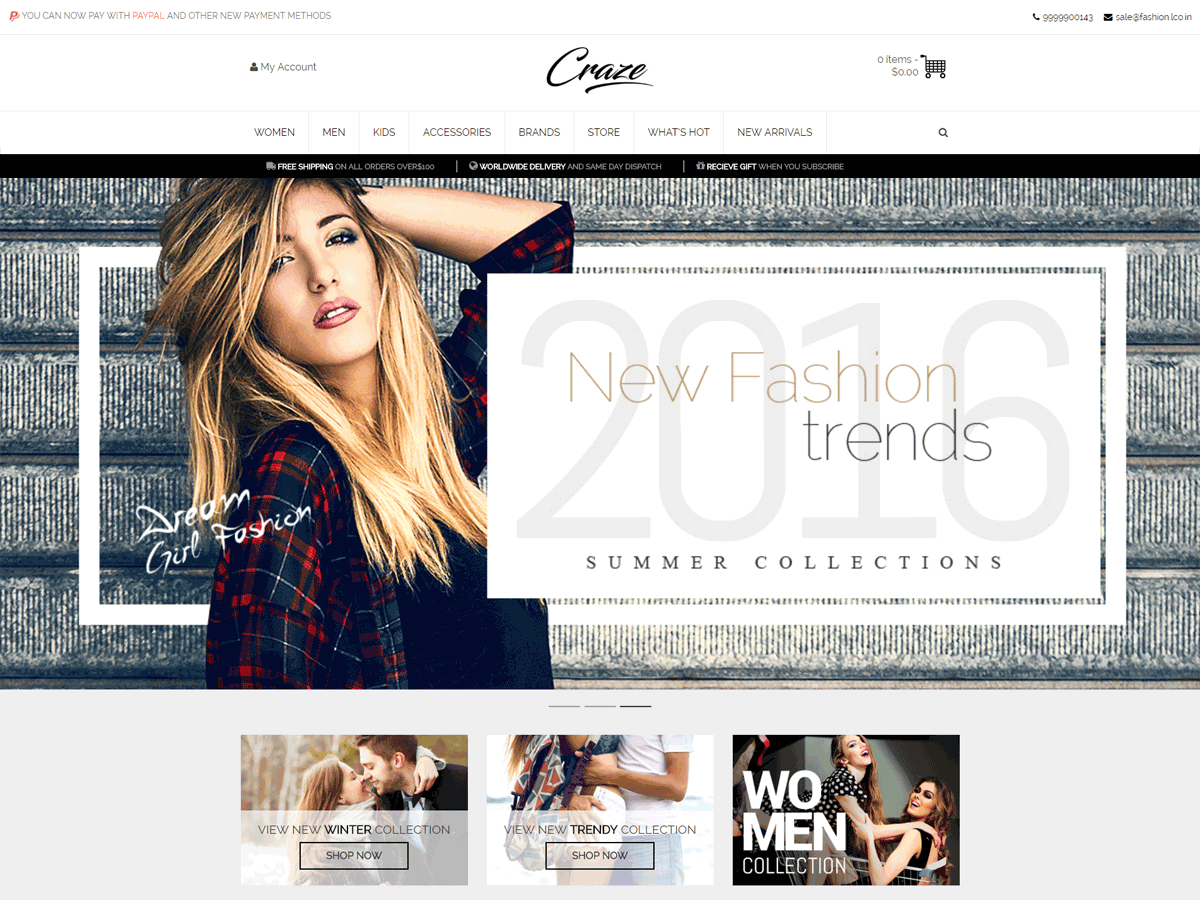 YOU CAN NOW PAY WITH PAYPAL AND OTHER NEW PAYMENT METHODS
9999900143 sale@fashion.lco.in
My Account
Craze
0 items -
$0.00
WOMEN MEN KIDS ACCESSORIES BRANDS STORE WHAT'S HOT NEW ARRIVALS
FREE SHIPPING ON ALL ORDERS OVER$100 | WORLDWIDE DELIVERY AND SAME DAY DISPATCH | RECIEVE GIFT WHEN YOU SUBSCRIBE
2016
New Fashion
trends
Dream
Girl Fashion
SUMMER COLLECTIONS
VIEW NEW WINTER COLLECTION
SHOP NOW
VIEW NEW TRENDY COLLECTION
SHOP NOW
WO
MEN
COLLECTION